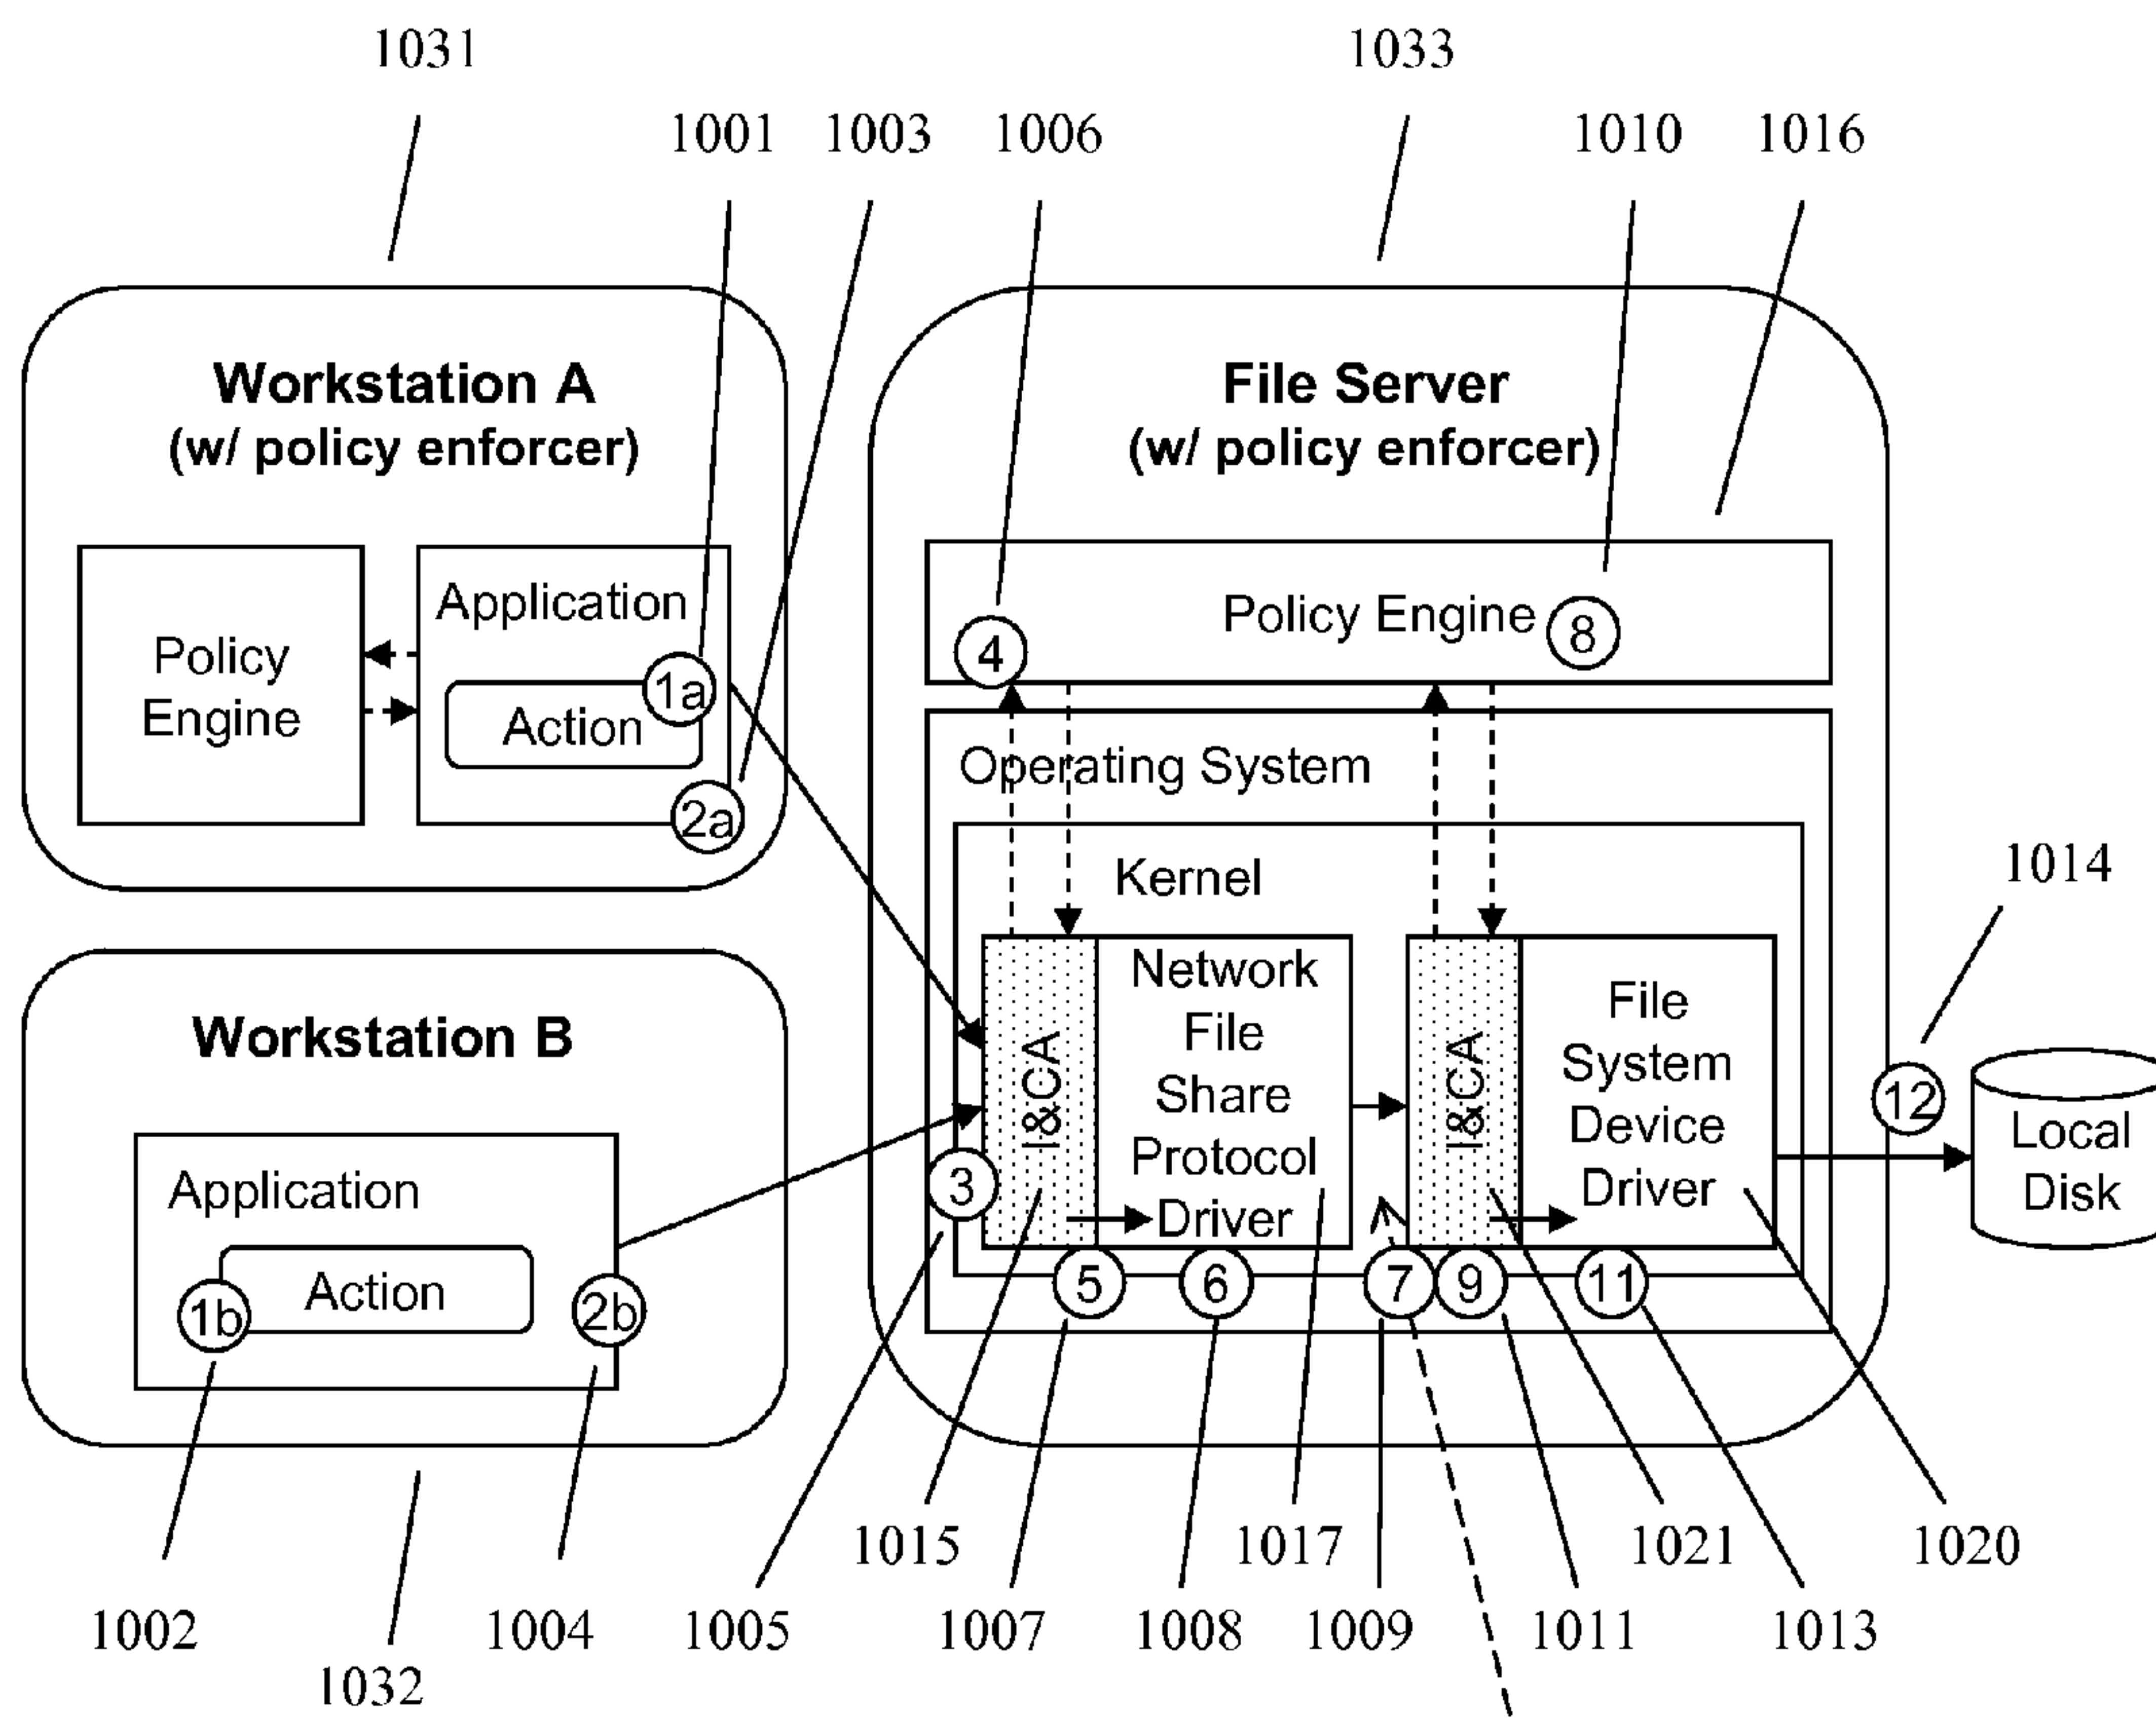 1031
1033
1001
1003
1006
1010
1016
Workstation A
(w/ policy enforcer)
File Server
(w/ policy enforcer)
Policy
Engine
Application
1a
Action
2a
4
Policy Engine
8
Operating System
Kernel
1014
I&CA
Network
File
Share
Protocol
Driver
I&CA
File
System
Device
Driver
12
Local
Disk
3
5
6
7
9
11
Workstation B
Application
Action
1b
2b
1015
1017
1021
1020
1002
1004
1005
1007
1008
1009
1011
1013
1032